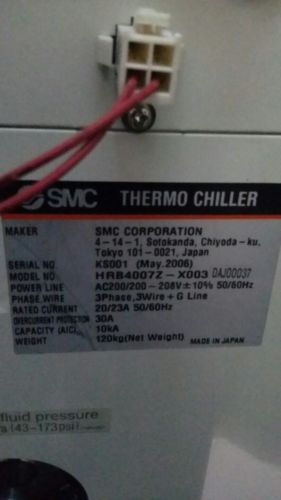 SMC THERMO CHILLER
MAKER SMC CORPORATION
4-14-1, Sotokanda, Chiyoda-ku,
Tokyo 101-0021, Japan
SERIAL NO KS001 (May.2006)
MODEL NO HRB4007Z-X003 DAJ00037
POWER LINE AC200/200-208V±10% 50/60Hz
PHASE,WIRE 3Phase,3Wire+G Line
RATED CURRENT 20/23A 50/60Hz
OVERCURRENT PROTECTION 30A
CAPACITY (AIC) 10kA
WEIGHT 120kg(Net Weight) MADE IN JAPAN
fluid pressure
(43-173psi)